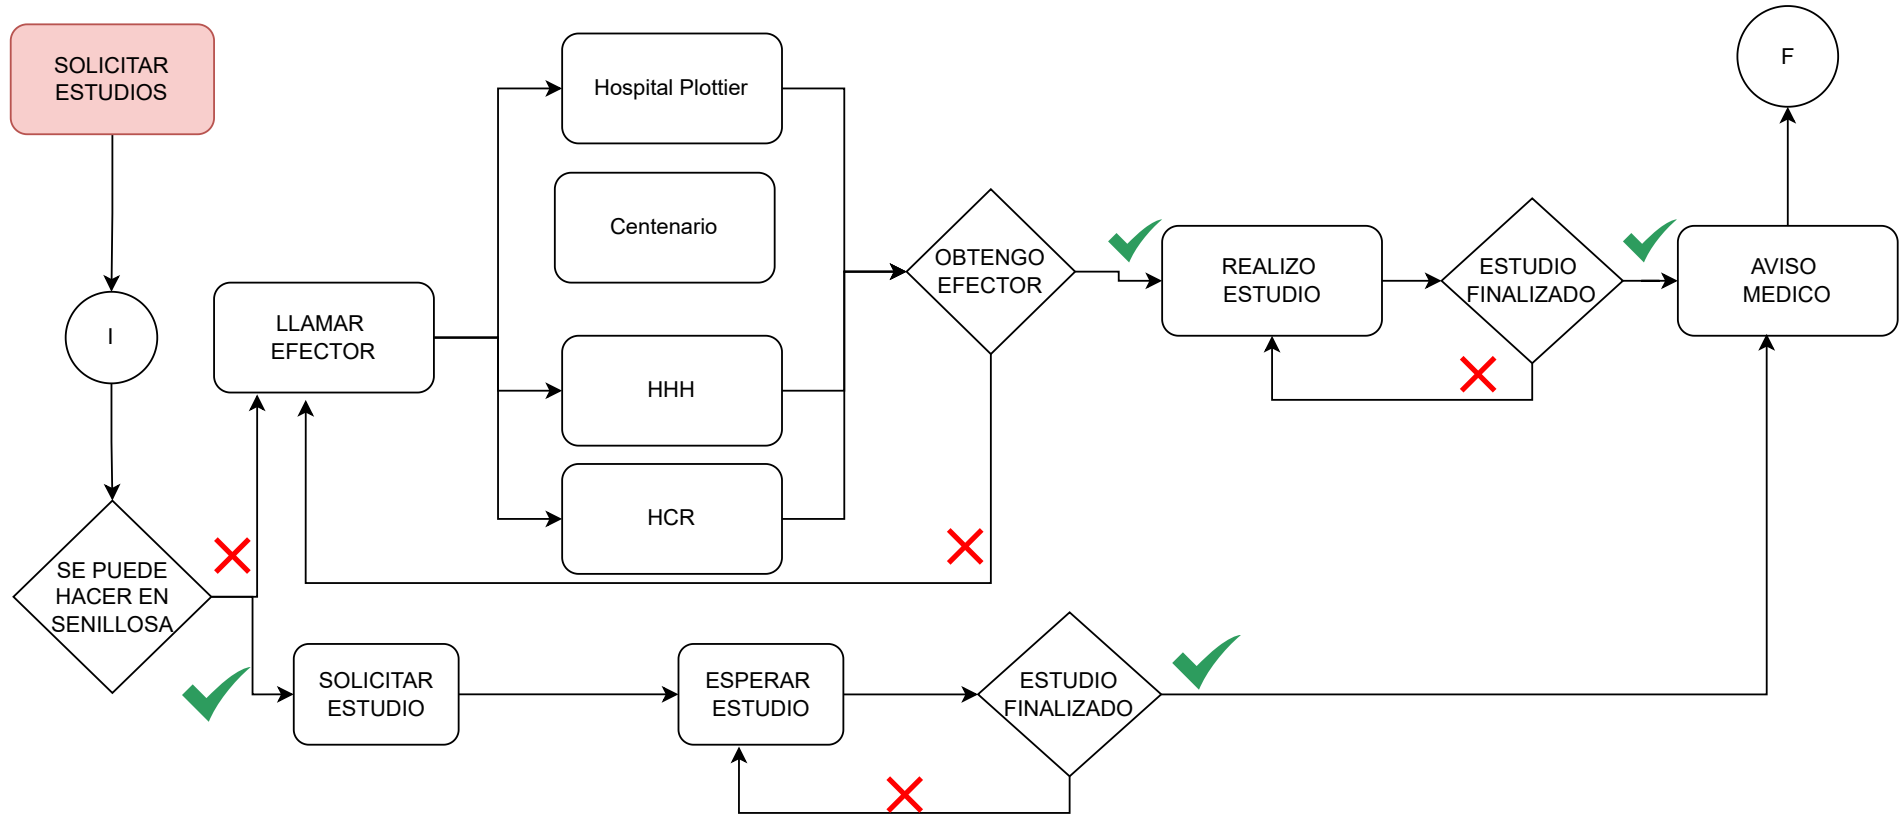 SOLICITAR
ESTUDIOS
I
SE PUEDE
HACER EN
SENILLOSA
LLAMAR
EFECTOR
Hospital Plottier
Centenario
HHH
HCR
OBTENGO
EFECTOR
REALIZO
ESTUDIO
ESTUDIO
FINALIZADO
AVISO
MEDICO
F
SOLICITAR
ESTUDIO
ESPERAR
ESTUDIO
ESTUDIO
FINALIZADO